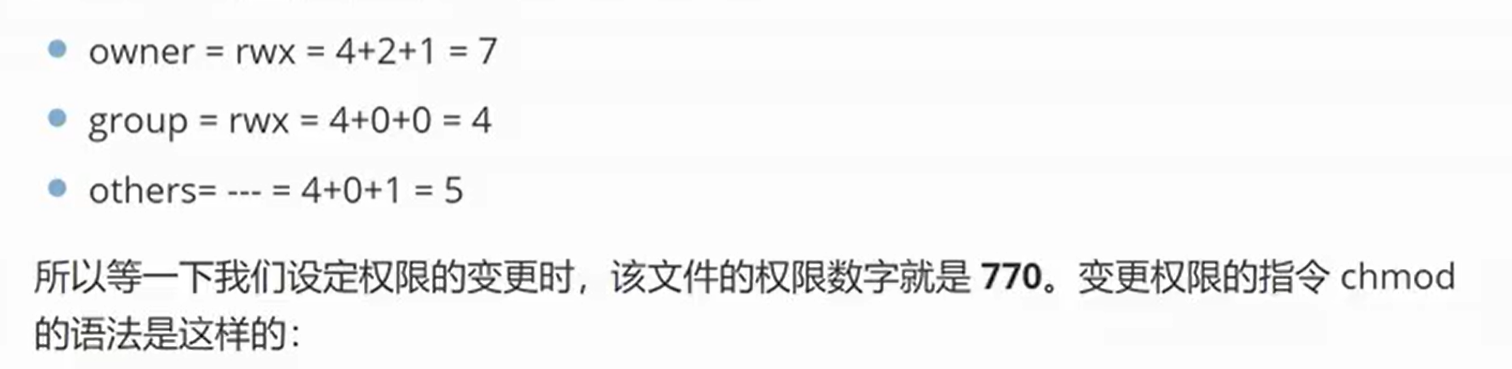 owner = rwx = 4+2+1 = 7
group = rwx = 4+0+0 = 4
others= --- = 4+0+1 = 5
所以等一下我们设定权限的变更时，该文件的权限数字就是 770。变更权限的指令 chmod
的语法是这样的：